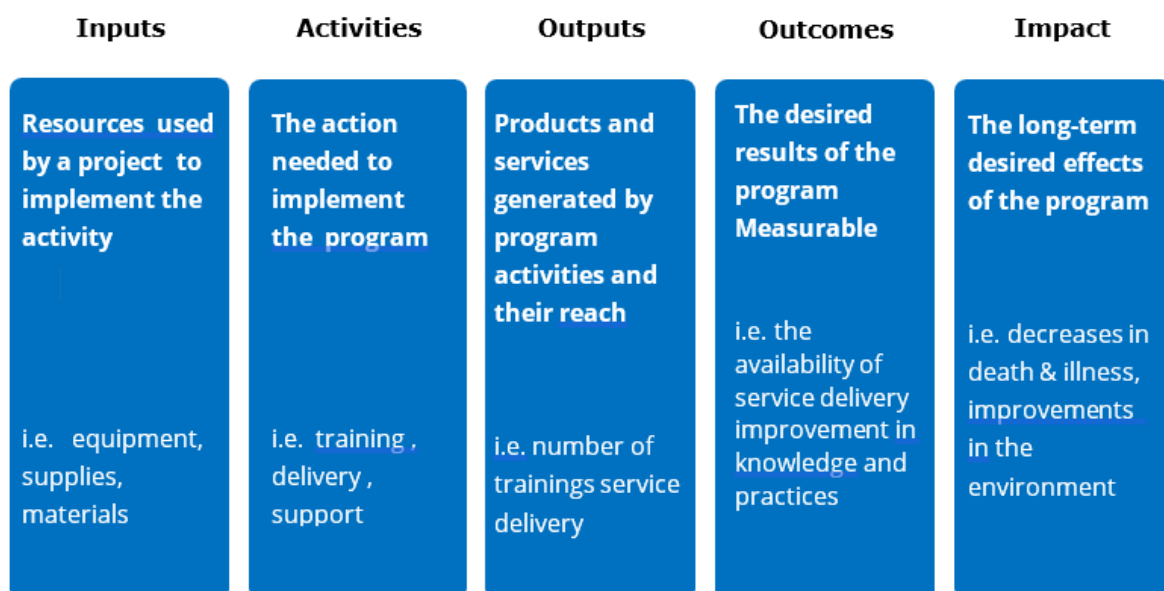 Inputs
Activities
Outputs
Outcomes
Impact
Resources used
by a project to
implement the
activity
i.e. equipment,
supplies,
materials
The action
needed to
implement
the program
i.e. training ,
delivery ,
support
Products and
services
generated by
program
activities and
their reach
i.e. number of
trainings service
delivery
The desired
results of the
program
Measurable
i.e. the
availability of
service delivery
improvement in
knowledge and
practices
The long-term
desired effects
of the program
i.e. decreases in
death & illness,
improvements
in the
environment